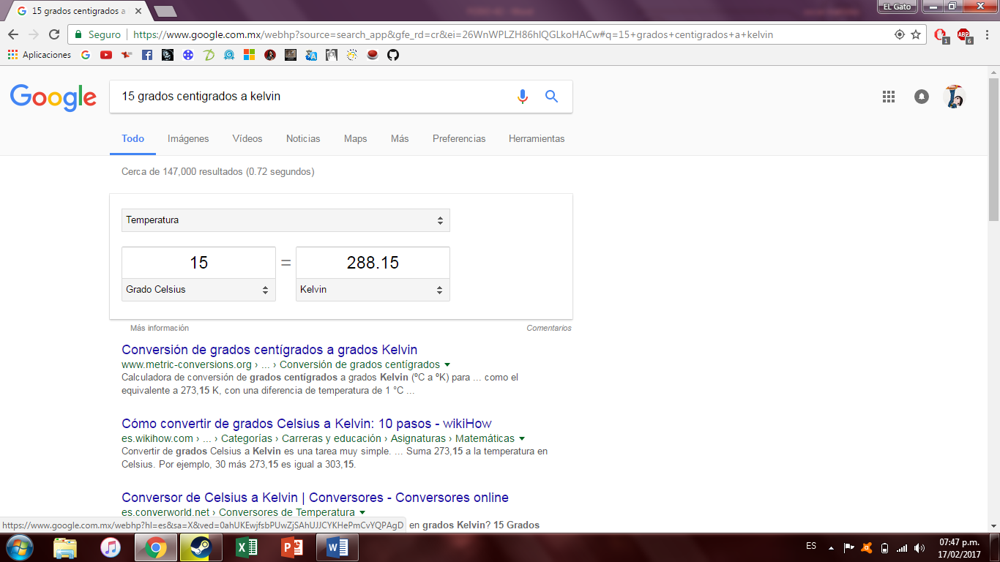 15 grados centigrados a
EL Gato
Seguro
https://www.google.com.mx/webhp?source=search_app&gfe_rd=cr&ei=26WnWPLZH86hIQGLkoHACw#q=15+grados+centigrados+a+kelvin
1
ABP
6
Aplicaciones
Google
15 grados centigrados a kelvin
Todo
Imágenes
Vídeos
Noticias
Maps
Más
Preferencias
Herramientas
Cerca de 147,000 resultados (0.72 segundos)
Temperatura
15
=
288.15
Grado Celsius
Kelvin
Más información
Comentarios
Conversión de grados centígrados a grados Kelvin
www.metric-conversions.org › ... › Conversión de grados centígrados
Calculadora de conversión de grados centígrados a grados Kelvin (ºC a ºK) para ... como el
equivalente a 273,15 K, con una diferencia de temperatura de 1 °C ...
Cómo convertir de grados Celsius a Kelvin: 10 pasos - wikiHow
es.wikihow.com › ... › Categorías › Carreras y educación › Asignaturas › Matemáticas
Convertir de grados Celsius a Kelvin es una tarea muy simple. ... Suma 273,15 a la temperatura en
Celsius. Por ejemplo, 30 más 273,15 es igual a 303,15.
Conversor de Celsius a Kelvin | Conversores - Conversores online
es.converworld.net › Conversores de Temperatura
https://www.google.com.mx/webhp?hl=es&sa=X&ved=0ahUKEwjfsbPUwZjSAhUJJCYKHePmCvYQPAgD
en grados Kelvin? 15 Grados
ES
07:47 p.m.
17/02/2017